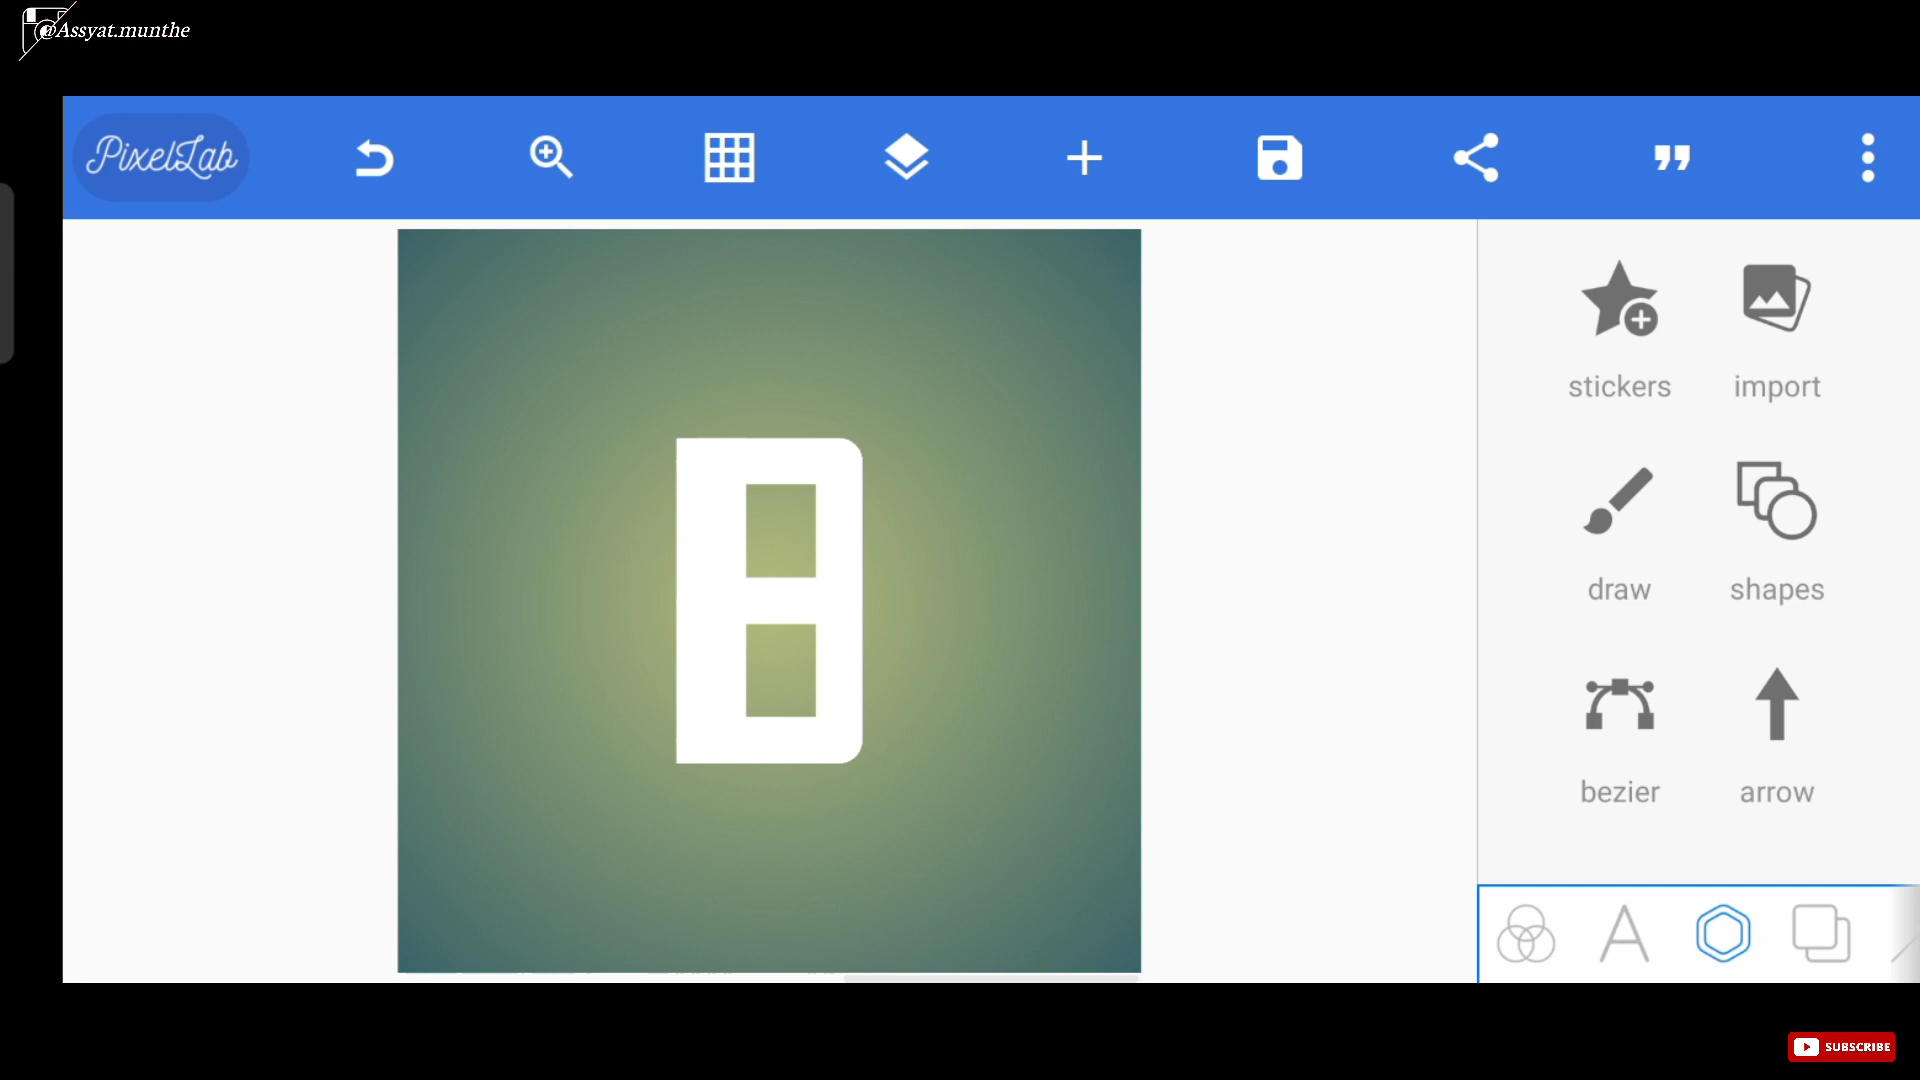 @Assyat.munthe
PixelLab
B
stickers
import
draw
shapes
bezier
arrow
SUBSCRIBE